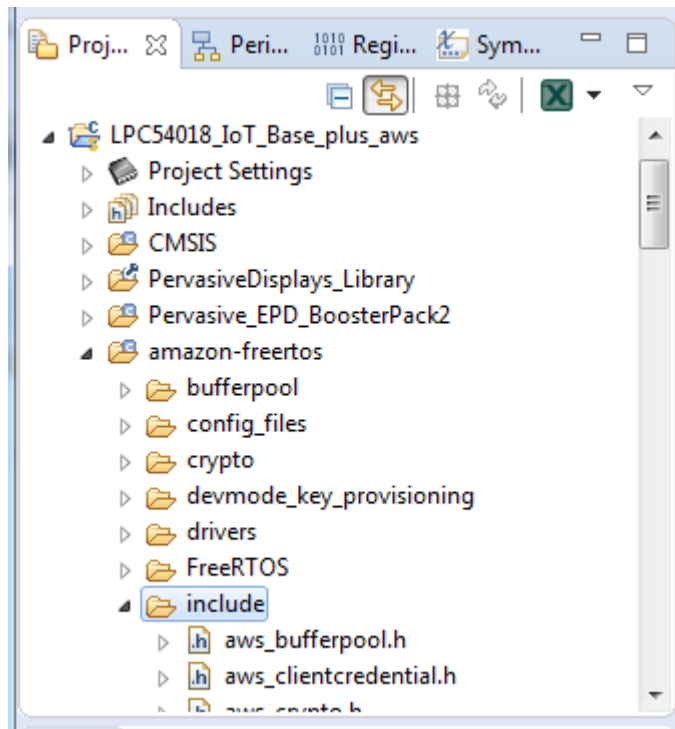 Proj... Peri... 1010 0101 Regi... Sym...
LPC54018_IoT_Base_plus_aws
Project Settings
Includes
CMSIS
PervasiveDisplays_Library
Pervasive_EPD_BoosterPack2
amazon-freertos
bufferpool
config_files
crypto
devmode_key_provisioning
drivers
FreeRTOS
include
.h aws_bufferpool.h
.h aws_clientcredential.h
aws_crypto.h